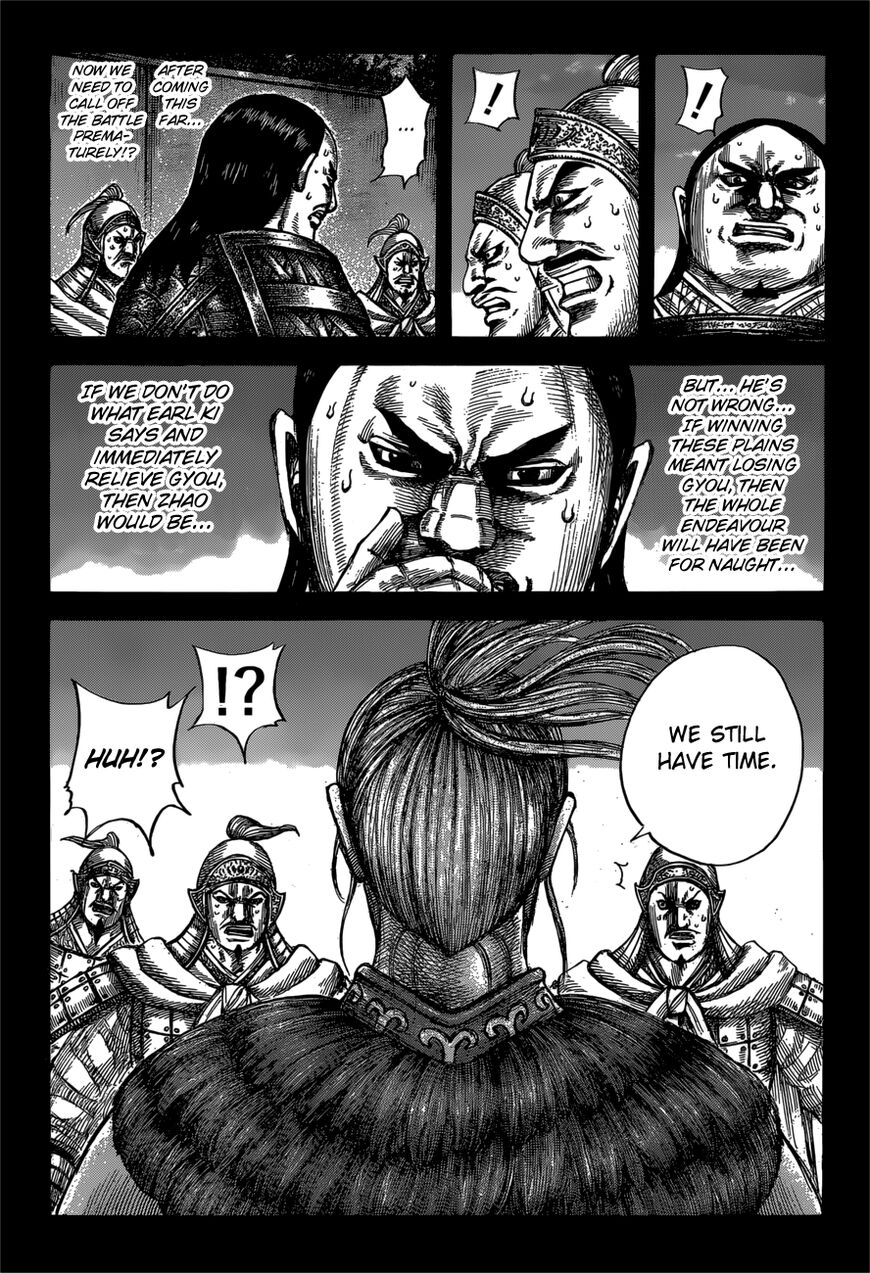 !
!
...
AFTER
COMING
THIS
FAR...
NOW WE
NEED TO
CALL OFF
THE BATTLE
PREMA-
TURELY!?
BUT... HE'S
NOT WRONG...
IF WINNING
THESE PLAINS
MEANT LOSING
GYOU, THEN
THE WHOLE
ENDEAVOUR
WILL HAVE BEEN
FOR NAUGHT...
IF WE DON'T DO
WHAT EARL KI
SAYS AND
IMMEDIATELY
RELIEVE GYOU,
THEN ZHAO
WOULD BE...
WE STILL
HAVE TIME.
!?
HUH!?